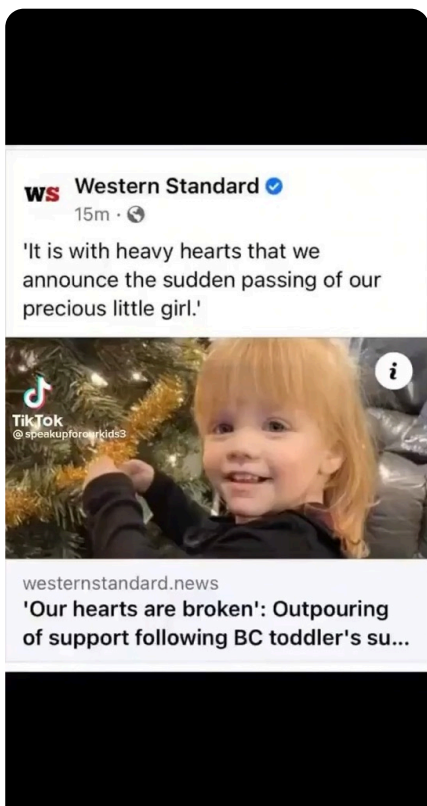 WS Western Standard
15m ·
'It is with heavy hearts that we
announce the sudden passing of our
precious little girl.'
i
TikTok
@speakupforourkids3
westernstandard.news
'Our hearts are broken': Outpouring
of support following BC toddler's su...